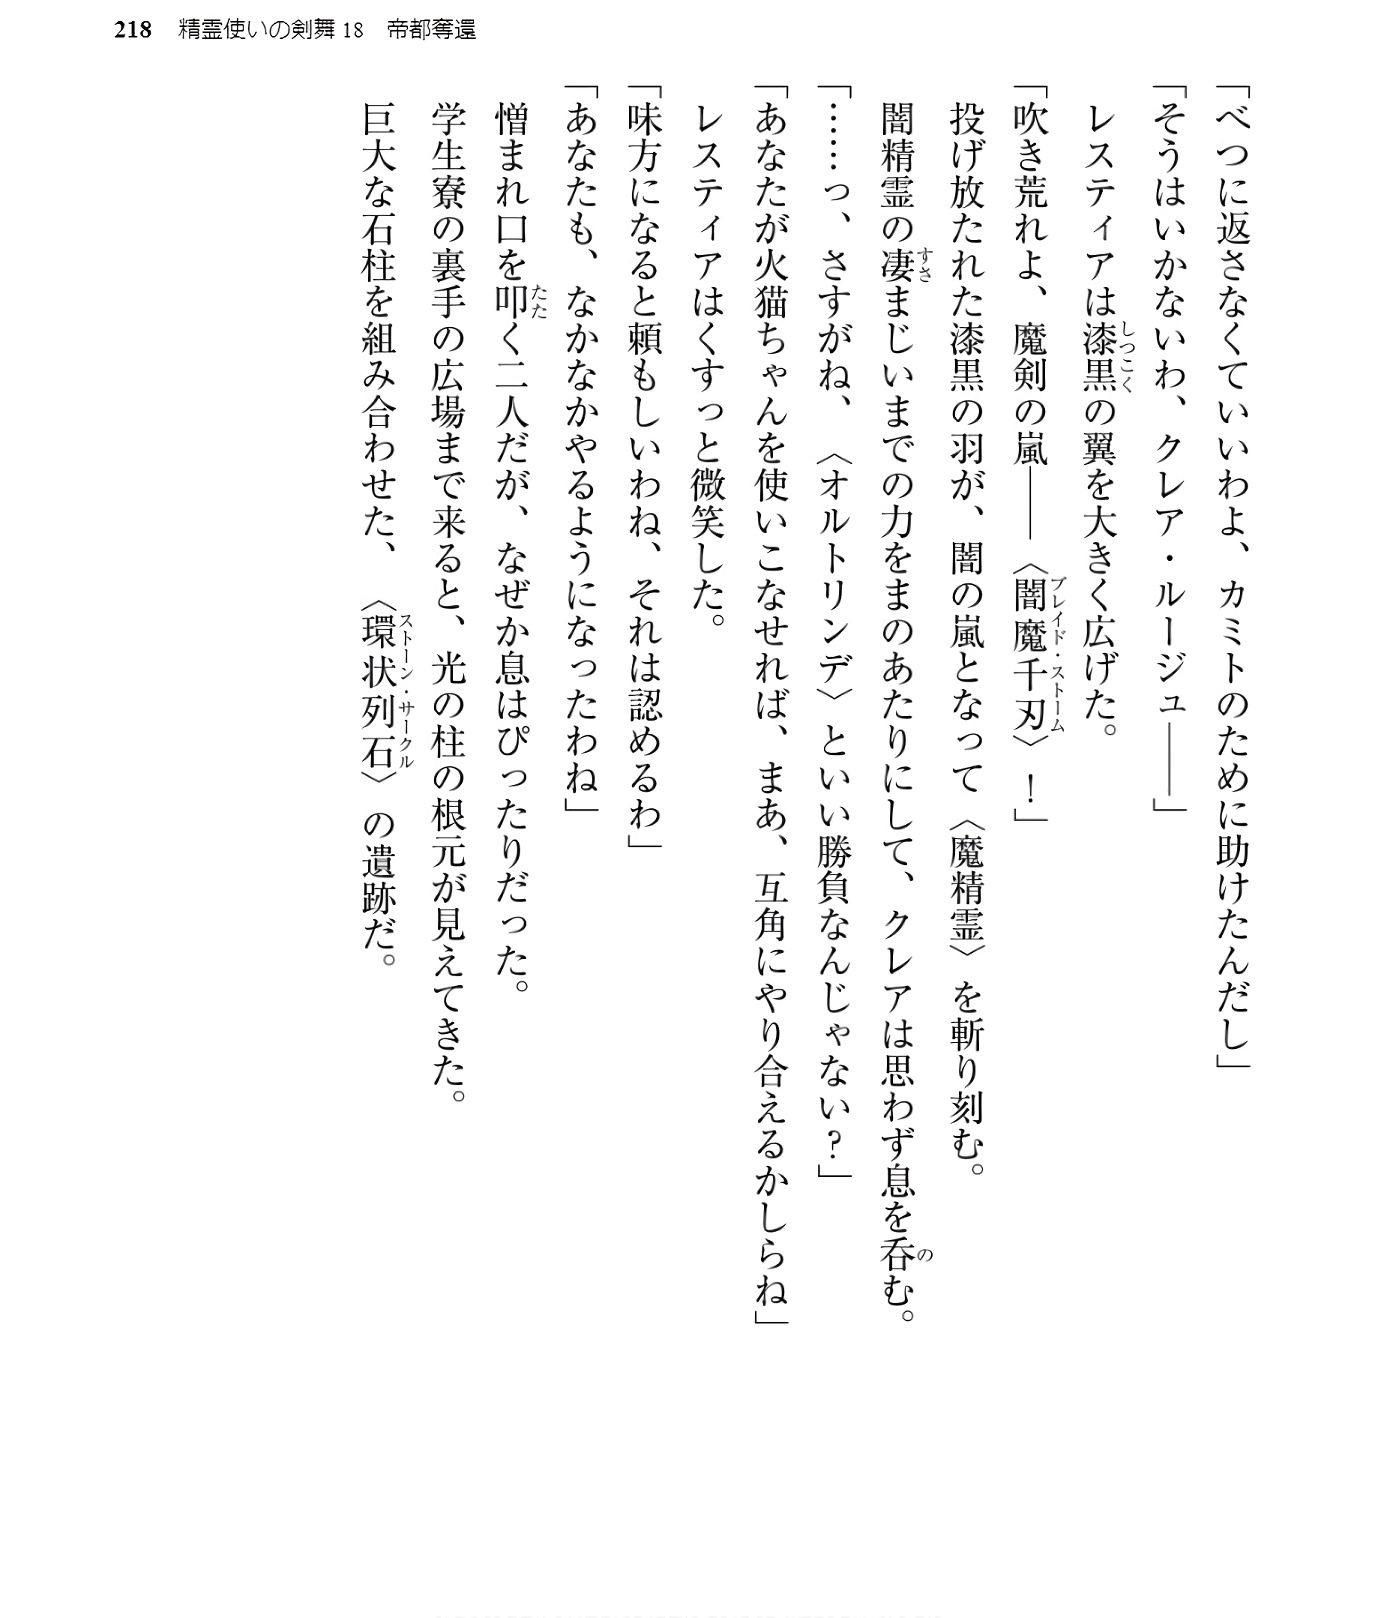 218 精霊使いの剣舞 18 帝都奪還
「べつに返さなくていいわよ、カミトのために助けたんだし」
「そうはいかないわ、クレア・ルージュ――」
レスティアは漆黒の翼を大きく広げた。
「吹き荒れよ、魔剣の嵐――〈闇魔千刃〉！」
投げ放たれた漆黒の羽が、闇の嵐となって〈魔精霊〉を斬り刻む。
闇精霊の凄まじいまでの力をまのあたりにして、クレアは思わず息を呑む。
「……っ、さすがね、〈オルトリンデ〉といい勝負なんじゃない？」
「あなたが火猫ちゃんを使いこなせれば、まあ、互角にやり合えるかしらね」
レスティアはくすっと微笑した。
「味方になると頼もしいわね、それは認めるわ」
「あなたも、なかなかやるようになったわね」
憎まれ口を叩く二人だが、なぜか息はぴったりだった。
学生寮の裏手の広場まで来ると、光の柱の根元が見えてきた。
巨大な石柱を組み合わせた、〈環状列石〉の遺跡だ。
しつこく
ブレイド・ストーム
すさ
の
たた
ストーン・サークル